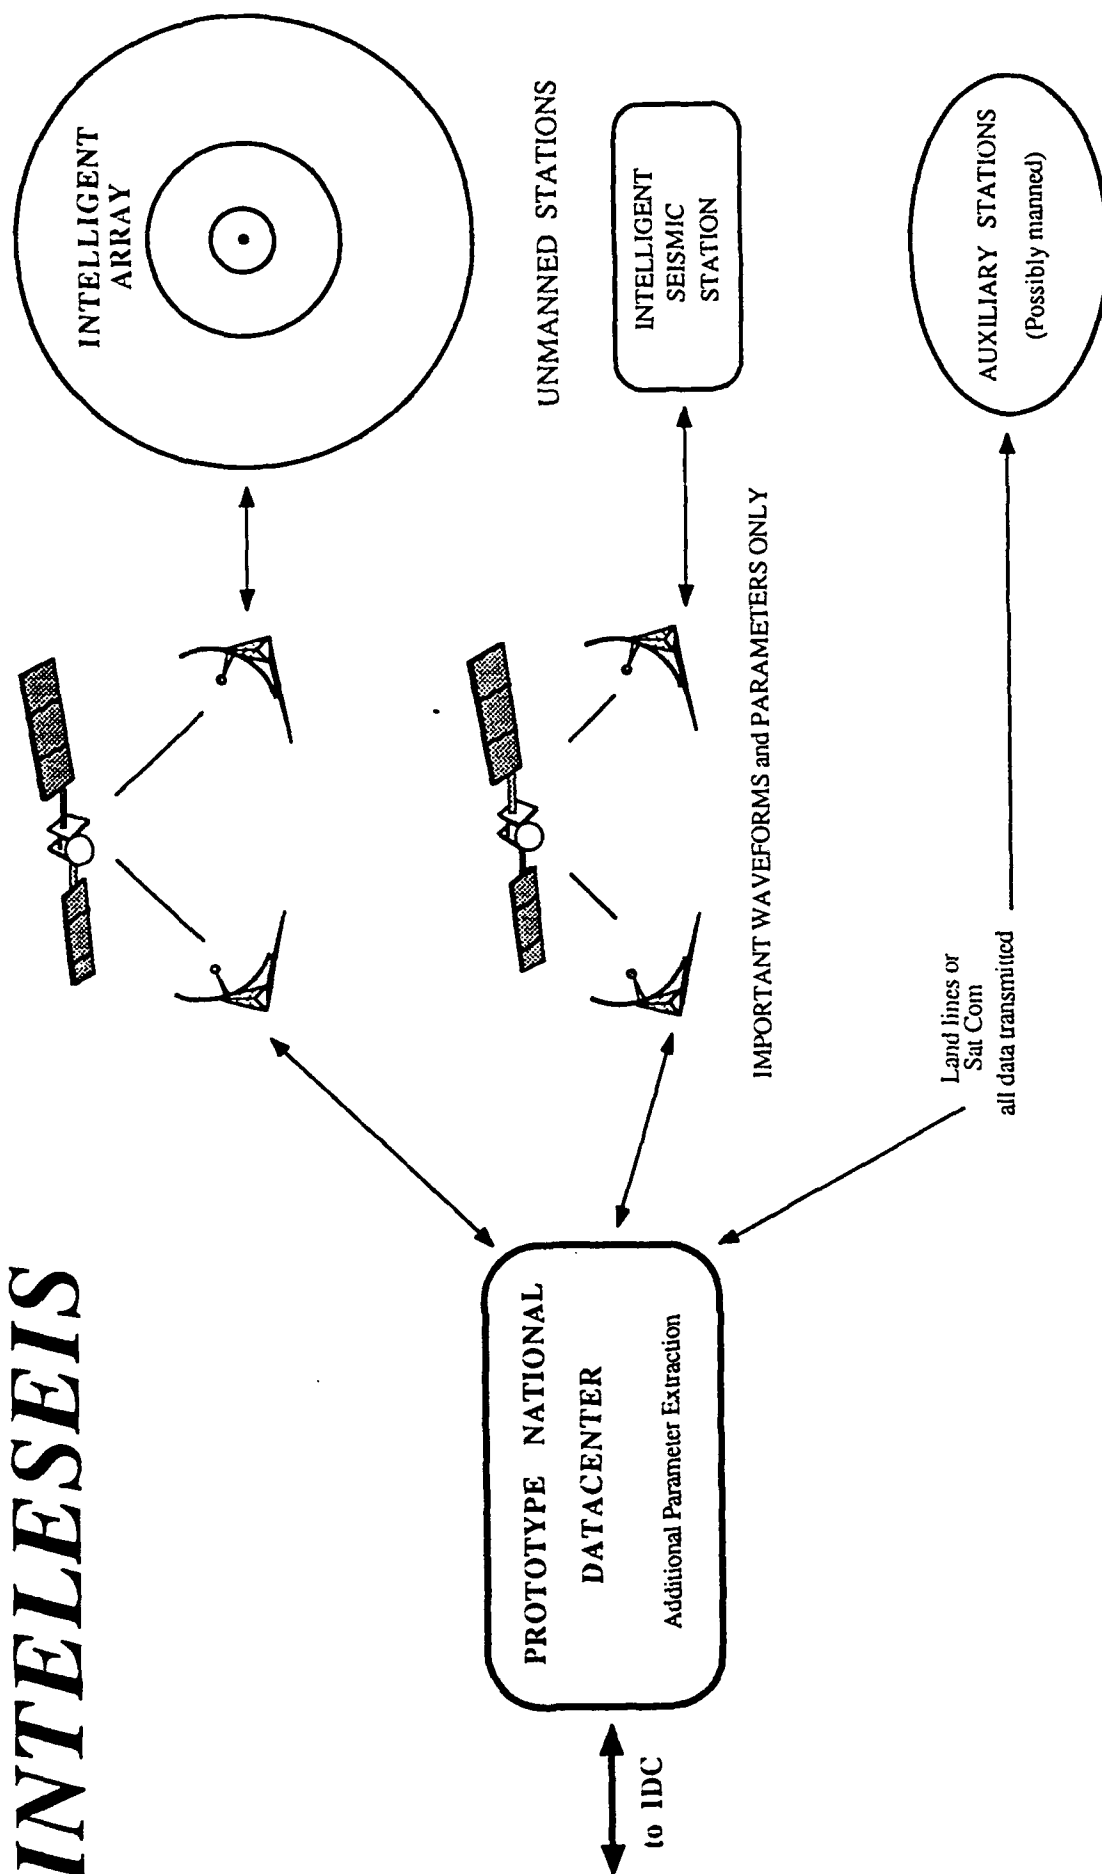 INTELESEIS
INTELLIGENT
ARRAY
UNMANNED STATIONS
INTELLIGENT
SEISMIC
STATION
IMPORTANT WAVEFORMS and PARAMETERS ONLY
PROTOTYPE NATIONAL
DATACENTER
Additional Parameter Extraction
to IDC
Land lines or
Sat Com
all data transmitted
AUXILIARY STATIONS
(Possibly manned)